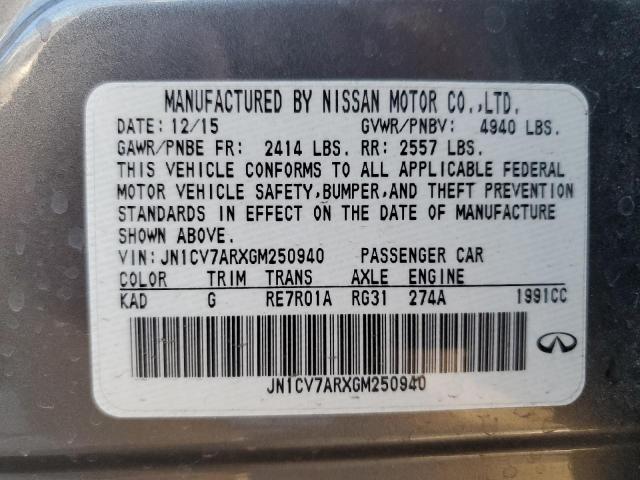 MANUFACTURED BY NISSAN MOTOR CO.,LTD.
DATE: 12/15 GVWR/PNBV: 4940 LBS.
GAWR/PNBE FR: 2414 LBS. RR: 2557 LBS.
THIS VEHICLE CONFORMS TO ALL APPLICABLE FEDERAL
MOTOR VEHICLE SAFETY,BUMPER,AND THEFT PREVENTION
STANDARDS IN EFFECT ON THE DATE OF MANUFACTURE
SHOWN ABOVE.
VIN:JN1CV7ARXGM250940 PASSENGER CAR
COLOR TRIM TRANS AXLE ENGINE
KAD G RE7R01A RG31 274A 1991CC
JN1CV7ARXGM250940